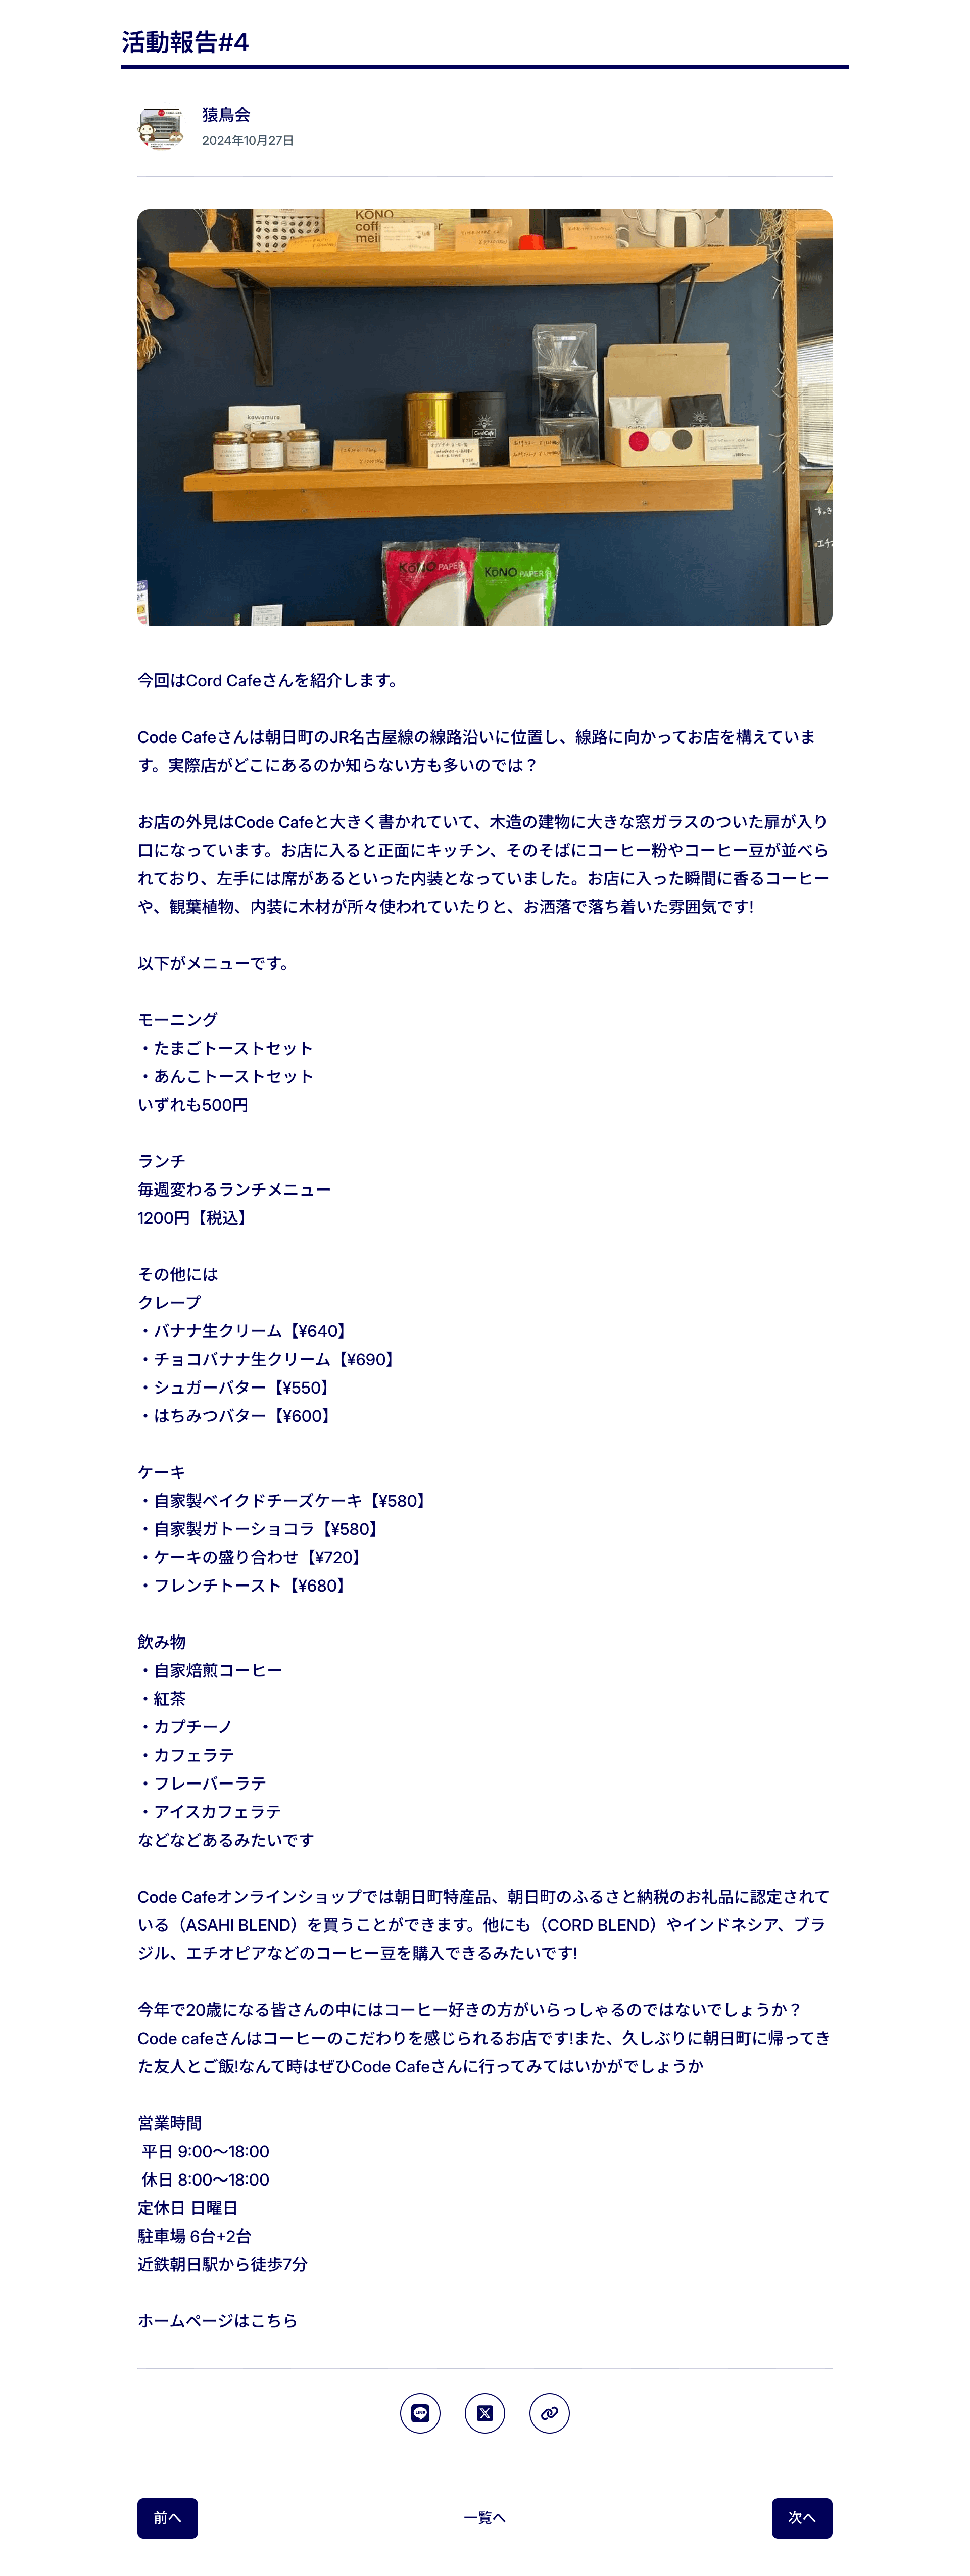 活動報告#4
猿鳥会
2024年10月27日
KONO
kawamura
Cord Cafe
KŌNO PAPER
KŌNO PAPER
今回はCord Cafeさんを紹介します。
Code Cafeさんは朝日町のJR名古屋線の線路沿いに位置し、線路に向かってお店を構えていま
す。実際店がどこにあるのか知らない方も多いのでは？
お店の外見はCode Cafeと大きく書かれていて、木造の建物に大きな窓ガラスのついた扉が入り
口になっています。お店に入ると正面にキッチン、そのそばにコーヒー粉やコーヒー豆が並べら
れており、左手には席があるといった内装となっていました。お店に入った瞬間に香るコーヒー
や、観葉植物、内装に木材が所々使われていたりと、お洒落で落ち着いた雰囲気です!
以下がメニューです。
モーニング
・たまごトーストセット
・あんこトーストセット
いずれも500円
ランチ
毎週変わるランチメニュー
1200円【税込】
その他には
クレープ
・バナナ生クリーム【¥640】
・チョコバナナ生クリーム【¥690】
・シュガーバター【¥550】
・はちみつバター【¥600】
ケーキ
・自家製ベイクドチーズケーキ【¥580】
・自家製ガトーショコラ【¥580】
・ケーキの盛り合わせ【¥720】
・フレンチトースト【¥680】
飲み物
・自家焙煎コーヒー
・紅茶
・カプチーノ
・カフェラテ
・フレーバーラテ
・アイスカフェラテ
などなどあるみたいです
Code Cafeオンラインショップでは朝日町特産品、朝日町のふるさと納税のお礼品に認定されて
いる（ASAHI BLEND）を買うことができます。他にも（CORD BLEND）やインドネシア、ブラ
ジル、エチオピアなどのコーヒー豆を購入できるみたいです!
今年で20歳になる皆さんの中にはコーヒー好きの方がいらっしゃるのではないでしょうか？
Code cafeさんはコーヒーのこだわりを感じられるお店です!また、久しぶりに朝日町に帰ってき
た友人とご飯!なんて時はぜひCode Cafeさんに行ってみてはいかがでしょうか
営業時間
平日 9:00〜18:00
休日 8:00〜18:00
定休日 日曜日
駐車場 6台+2台
近鉄朝日駅から徒歩7分
ホームページはこちら
LINE
前へ
一覧へ
次へ